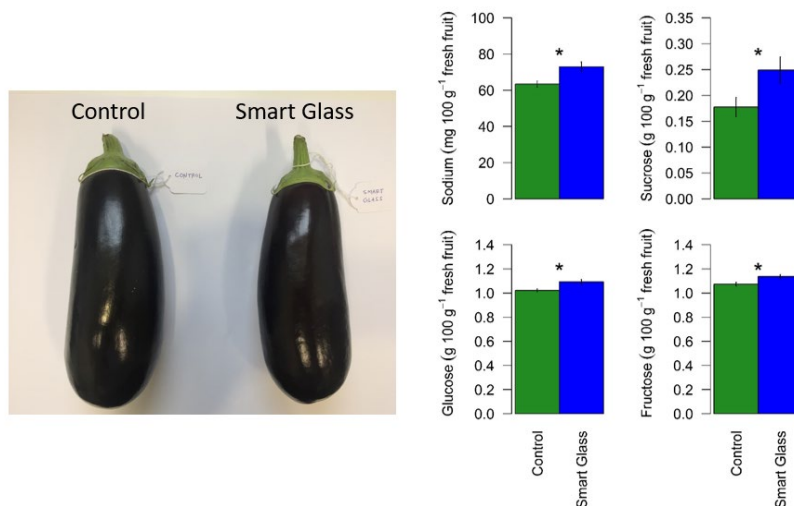 Control
Smart Glass
CONTROL
SMART
GLASS
Sodium (mg 100 g⁻¹ fresh fruit)
100
80
60
40
20
0
*
Sucrose (g 100 g⁻¹ fresh fruit)
0.35
0.30
0.25
0.20
0.15
0.10
0.05
0.00
*
Glucose (g 100 g⁻¹ fresh fruit)
1.4
1.2
1.0
0.8
0.6
0.4
0.2
0.0
*
Control
Smart Glass
Fructose (g 100 g⁻¹ fresh fruit)
1.4
1.2
1.0
0.8
0.6
0.4
0.2
0.0
*
Control
Smart Glass